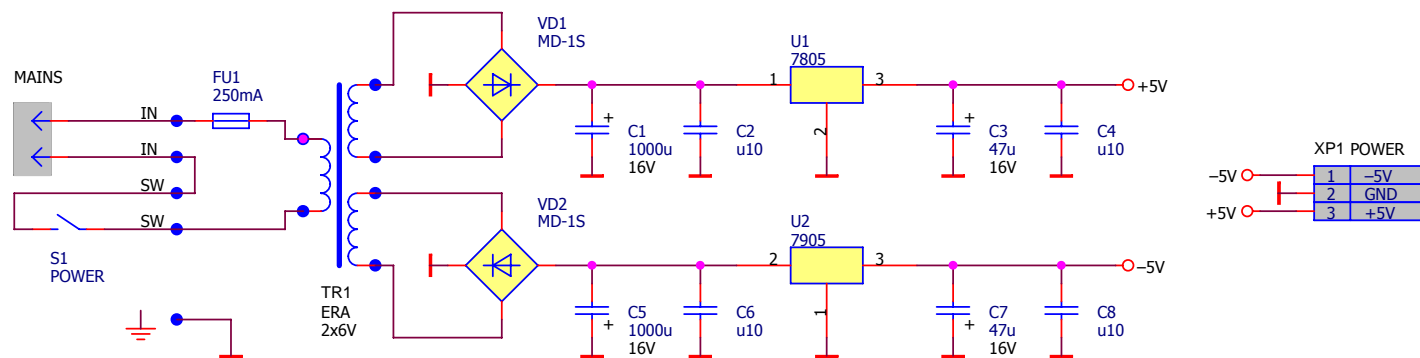 MAINS
IN
IN
SW
SW
S1
POWER
FU1
250mA
TR1
ERA
2x6V
VD1
MD-1S
+
C1
1000u
16V
C2
u10
U1
7805
1
3
2
+
C3
47u
16V
C4
u10
+5V
VD2
MD-1S
+
C5
1000u
16V
C6
u10
U2
7905
2
3
1
+
C7
47u
16V
C8
u10
–5V
XP1 POWER
–5V 1 –5V
2 GND
+5V 3 +5V